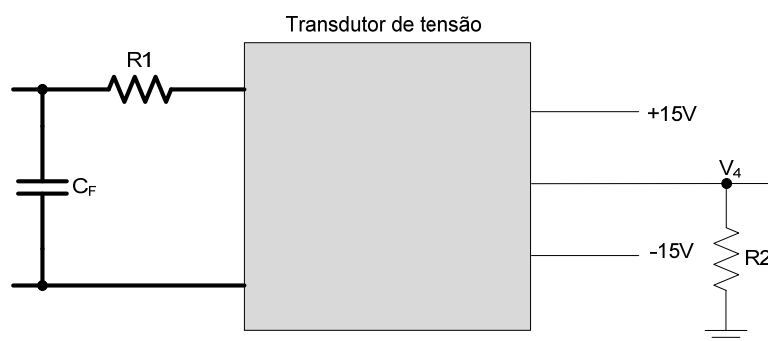 Transdutor de tensão
R1
+15V
V4
CF
-15V
R2